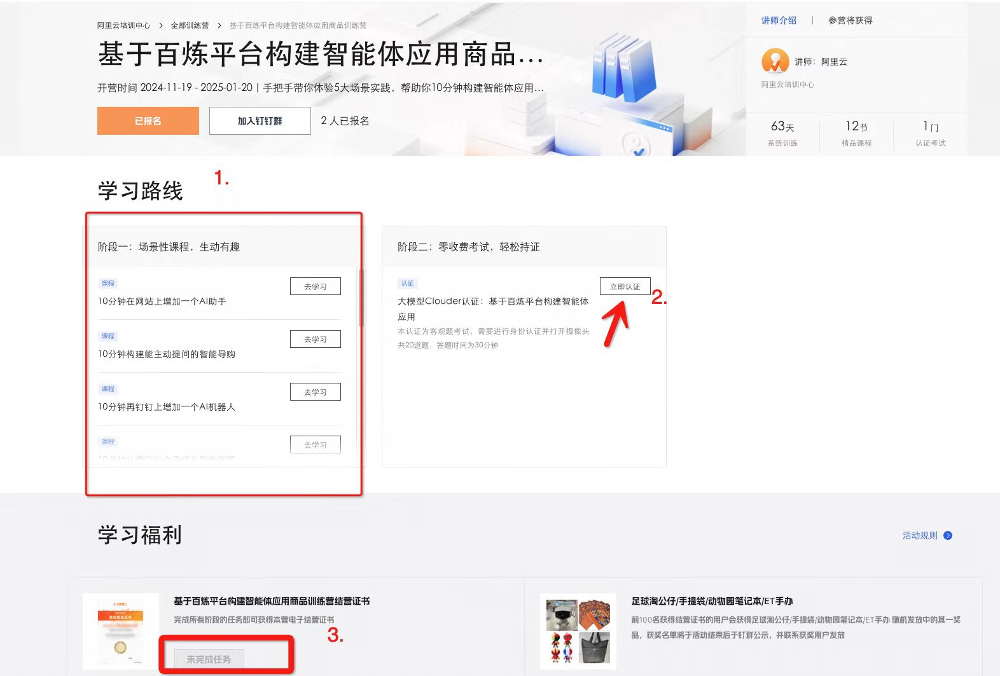 阿里云培训中心 > 全部训练营 > 基于百炼平台构建智能体应用商品训练营
基于百炼平台构建智能体应用商品...
开营时间 2024-11-19 - 2025-01-20 | 手把手带你体验5大场景实践，帮助你10分钟构建智能体应用...
已报名
加入钉钉群
2 人已报名
讲师介绍 | 参营将获得
讲师：阿里云
阿里云培训中心
63天
系统训练
12节
精品课程
1门
认证考试
学习路线
1.
阶段一：场景性课程，生动有趣
课程
去学习
10分钟在网站上增加一个AI助手
课程
去学习
10分钟构建能主动提问的智能导购
课程
去学习
10分钟再钉钉上增加一个AI机器人
课程
去学习
10分钟让微信公众号成为智能客服
阶段二：零收费考试，轻松持证
认证
立即认证
2.
大模型Clouder认证：基于百炼平台构建智能体
应用
本认证为客观题考试，需要进行身份认证并打开摄像头
共20道题，答题时间为30分钟
学习福利
活动规则
基于百炼平台构建智能体应用商品训练营结营证书
完成所有阶段的任务即可获得本营电子结营证书
3.
未完成任务
足球淘公仔/手提袋/动物园笔记本/ET手办
前100名获得结营证书的用户会获得足球淘公仔/手提袋/动物园笔记本/ET手办 随机发放中的其一奖
品，获奖名单将于活动结束后于钉群公示，并联系获奖用户发放